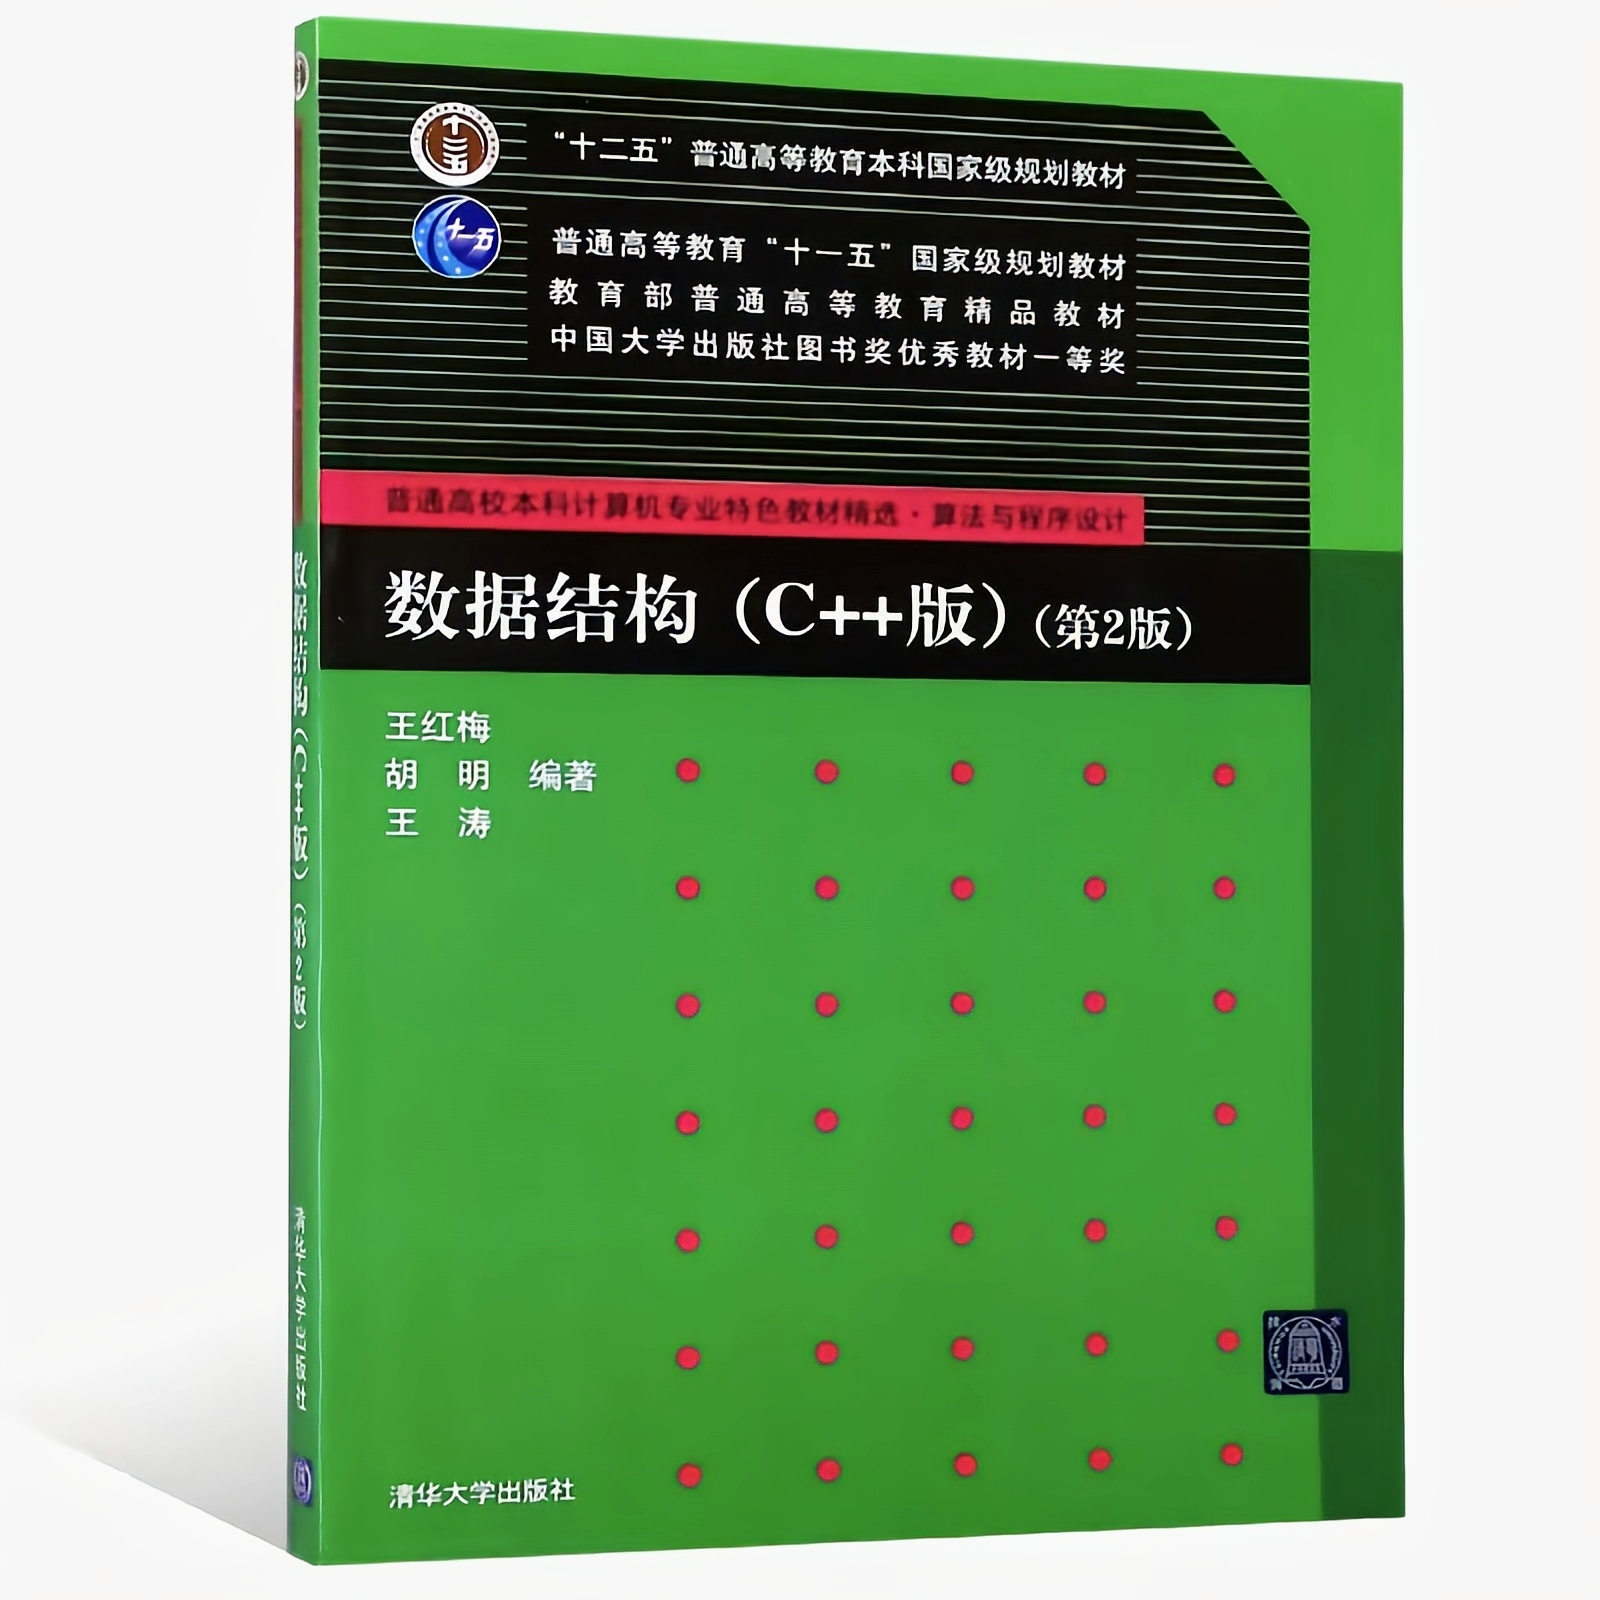 十二五
“十二五”普通高等教育本科国家级规划教材
十一五
普通高等教育“十一五”国家级规划教材
教育部普通高等教育精品教材
中国大学出版社图书奖优秀教材一等奖
普通高校本科计算机专业特色教材精选·算法与程序设计
数据结构（C++版）（第2版）
王红梅
胡 明 编著
王 涛
清华大学出版社
数据结构（C++版）（第2版）
清华大学出版社